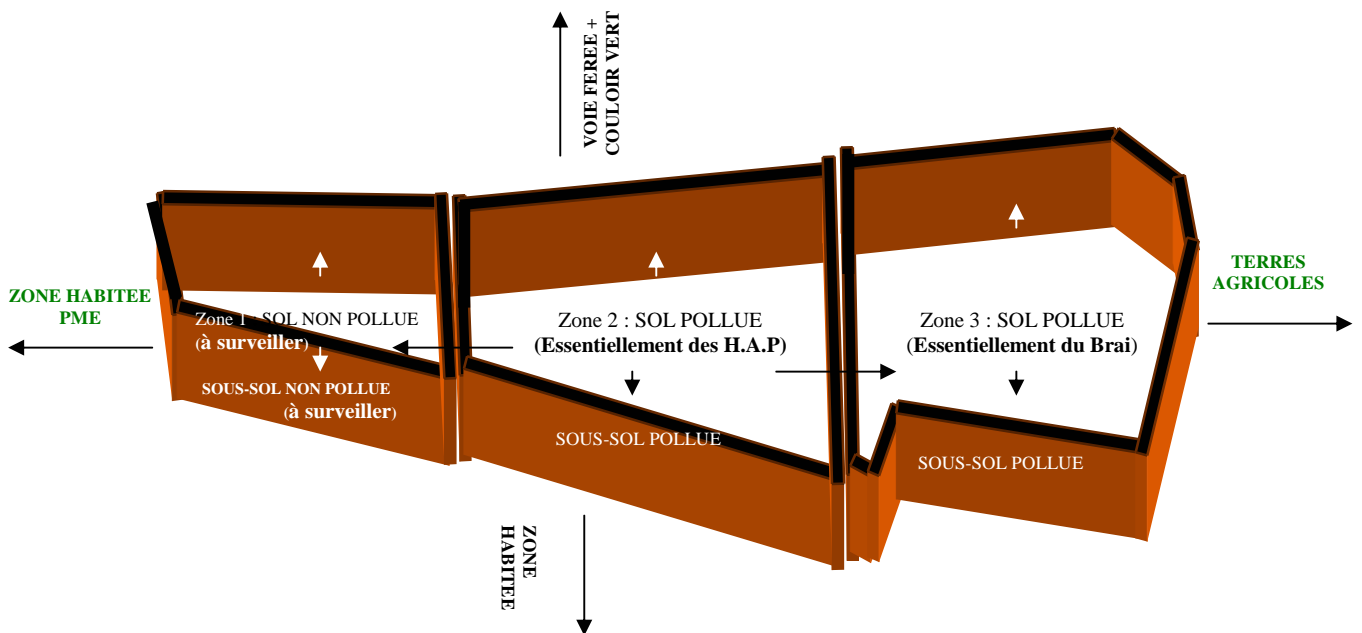 VOIE FEREE +
COULOIR VERT
ZONE HABITEE
PME
TERRES
AGRICOLES
Zone 1 : SOL NON POLLUE
(à surveiller)
SOUS-SOL NON POLLUE
(à surveiller)
Zone 2 : SOL POLLUE
(Essentiellement des H.A.P)
SOUS-SOL POLLUE
Zone 3 : SOL POLLUE
(Essentiellement du Brai)
SOUS-SOL POLLUE
ZONE
HABITEE